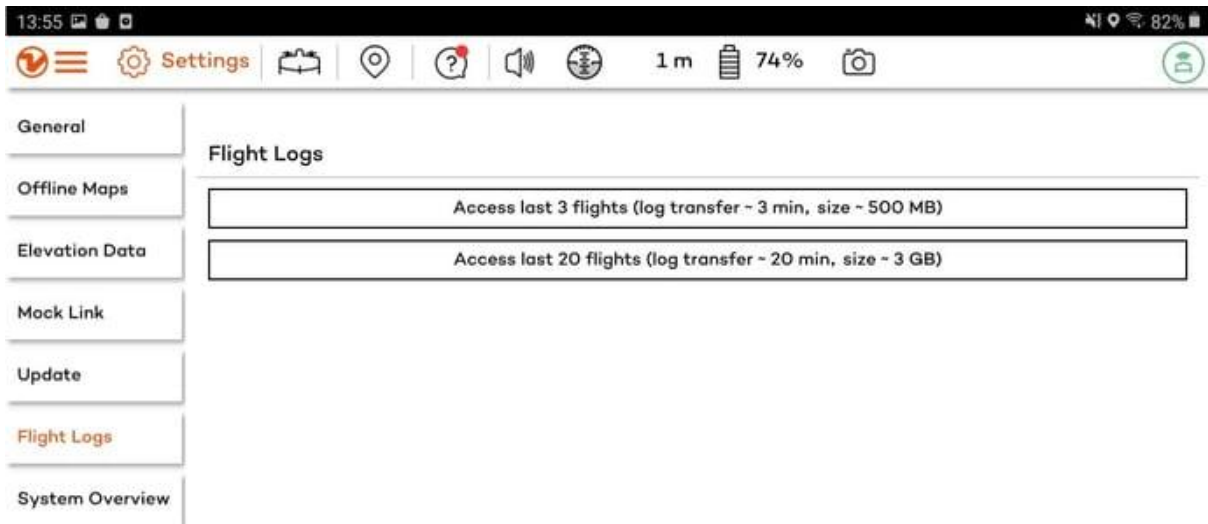 13:55 82%
Settings 1 m 74%
General
Flight Logs
Offline Maps
Access last 3 flights (log transfer ~ 3 min, size ~ 500 MB)
Elevation Data
Access last 20 flights (log transfer ~ 20 min, size ~ 3 GB)
Mock Link
Update
Flight Logs
System Overview